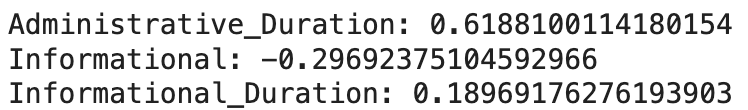 Administrative_Duration: 0.6188100114180154
Informational: -0.29692375104592966
Informational_Duration: 0.18969176276193903